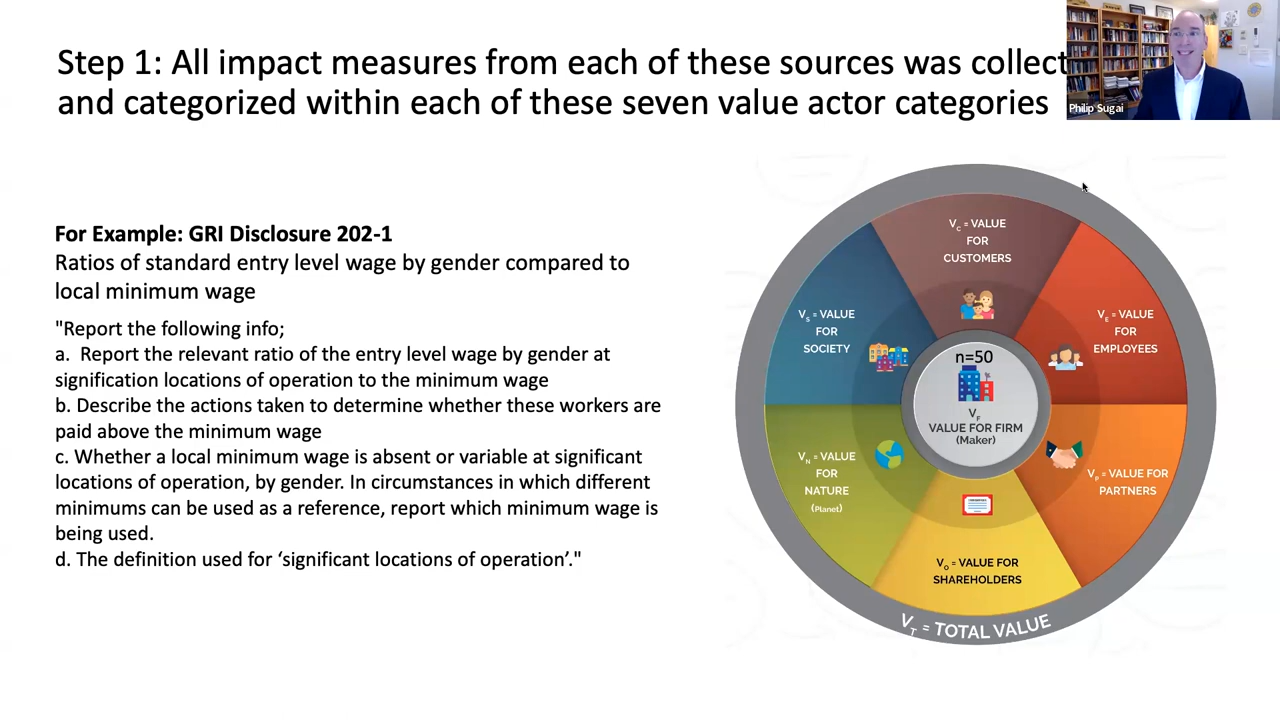 Step 1: All impact measures from each of these sources was collect
and categorized within each of these seven value actor categories
Philip Sugai
For Example: GRI Disclosure 202-1
Ratios of standard entry level wage by gender compared to
local minimum wage
"Report the following info;
a. Report the relevant ratio of the entry level wage by gender at
signification locations of operation to the minimum wage
b. Describe the actions taken to determine whether these workers are
paid above the minimum wage
c. Whether a local minimum wage is absent or variable at significant
locations of operation, by gender. In circumstances in which different
minimums can be used as a reference, report which minimum wage is
being used.
d. The definition used for ‘significant locations of operation’."
VC = VALUE
FOR
CUSTOMERS
VE = VALUE
FOR
EMPLOYEES
VP = VALUE FOR
PARTNERS
VO = VALUE FOR
SHAREHOLDERS
VN = VALUE
FOR
NATURE
(Planet)
VS = VALUE
FOR
SOCIETY
n=50
VF
VALUE FOR FIRM
(Maker)
VT = TOTAL VALUE